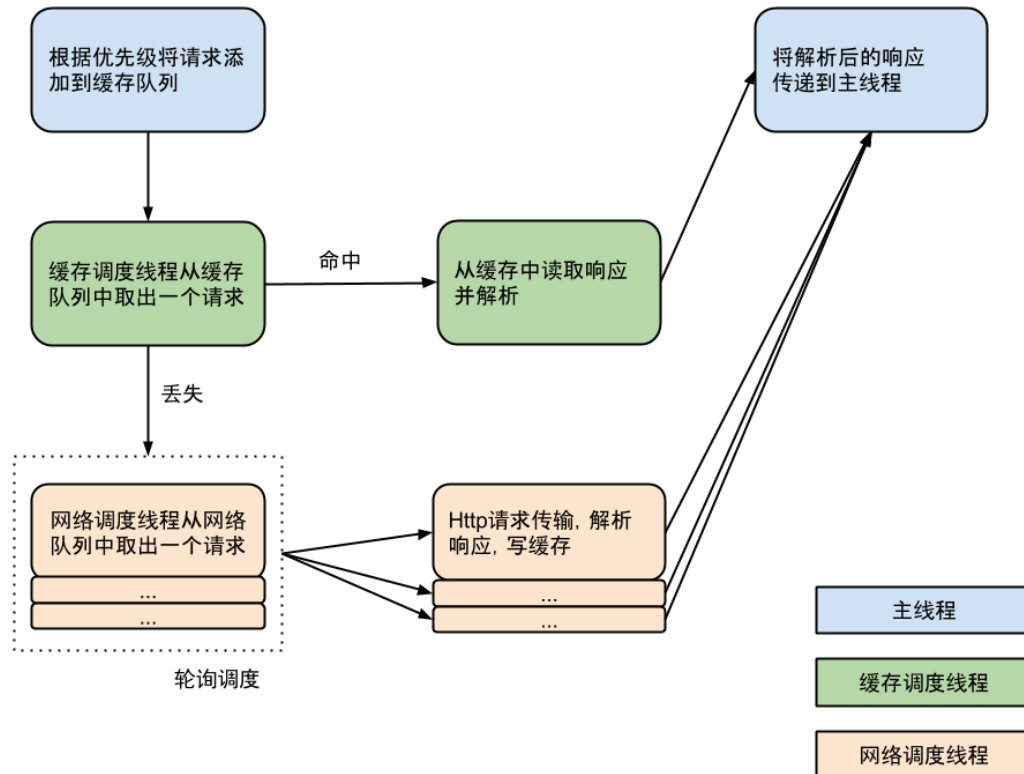 根据优先级将请求添
加到缓存队列
将解析后的响应
传递到主线程
缓存调度线程从缓存
队列中取出一个请求
命中
从缓存中读取响应
并解析
丢失
网络调度线程从网络
队列中取出一个请求
...
...
Http请求传输, 解析
响应, 写缓存
...
...
轮询调度
主线程
缓存调度线程
网络调度线程